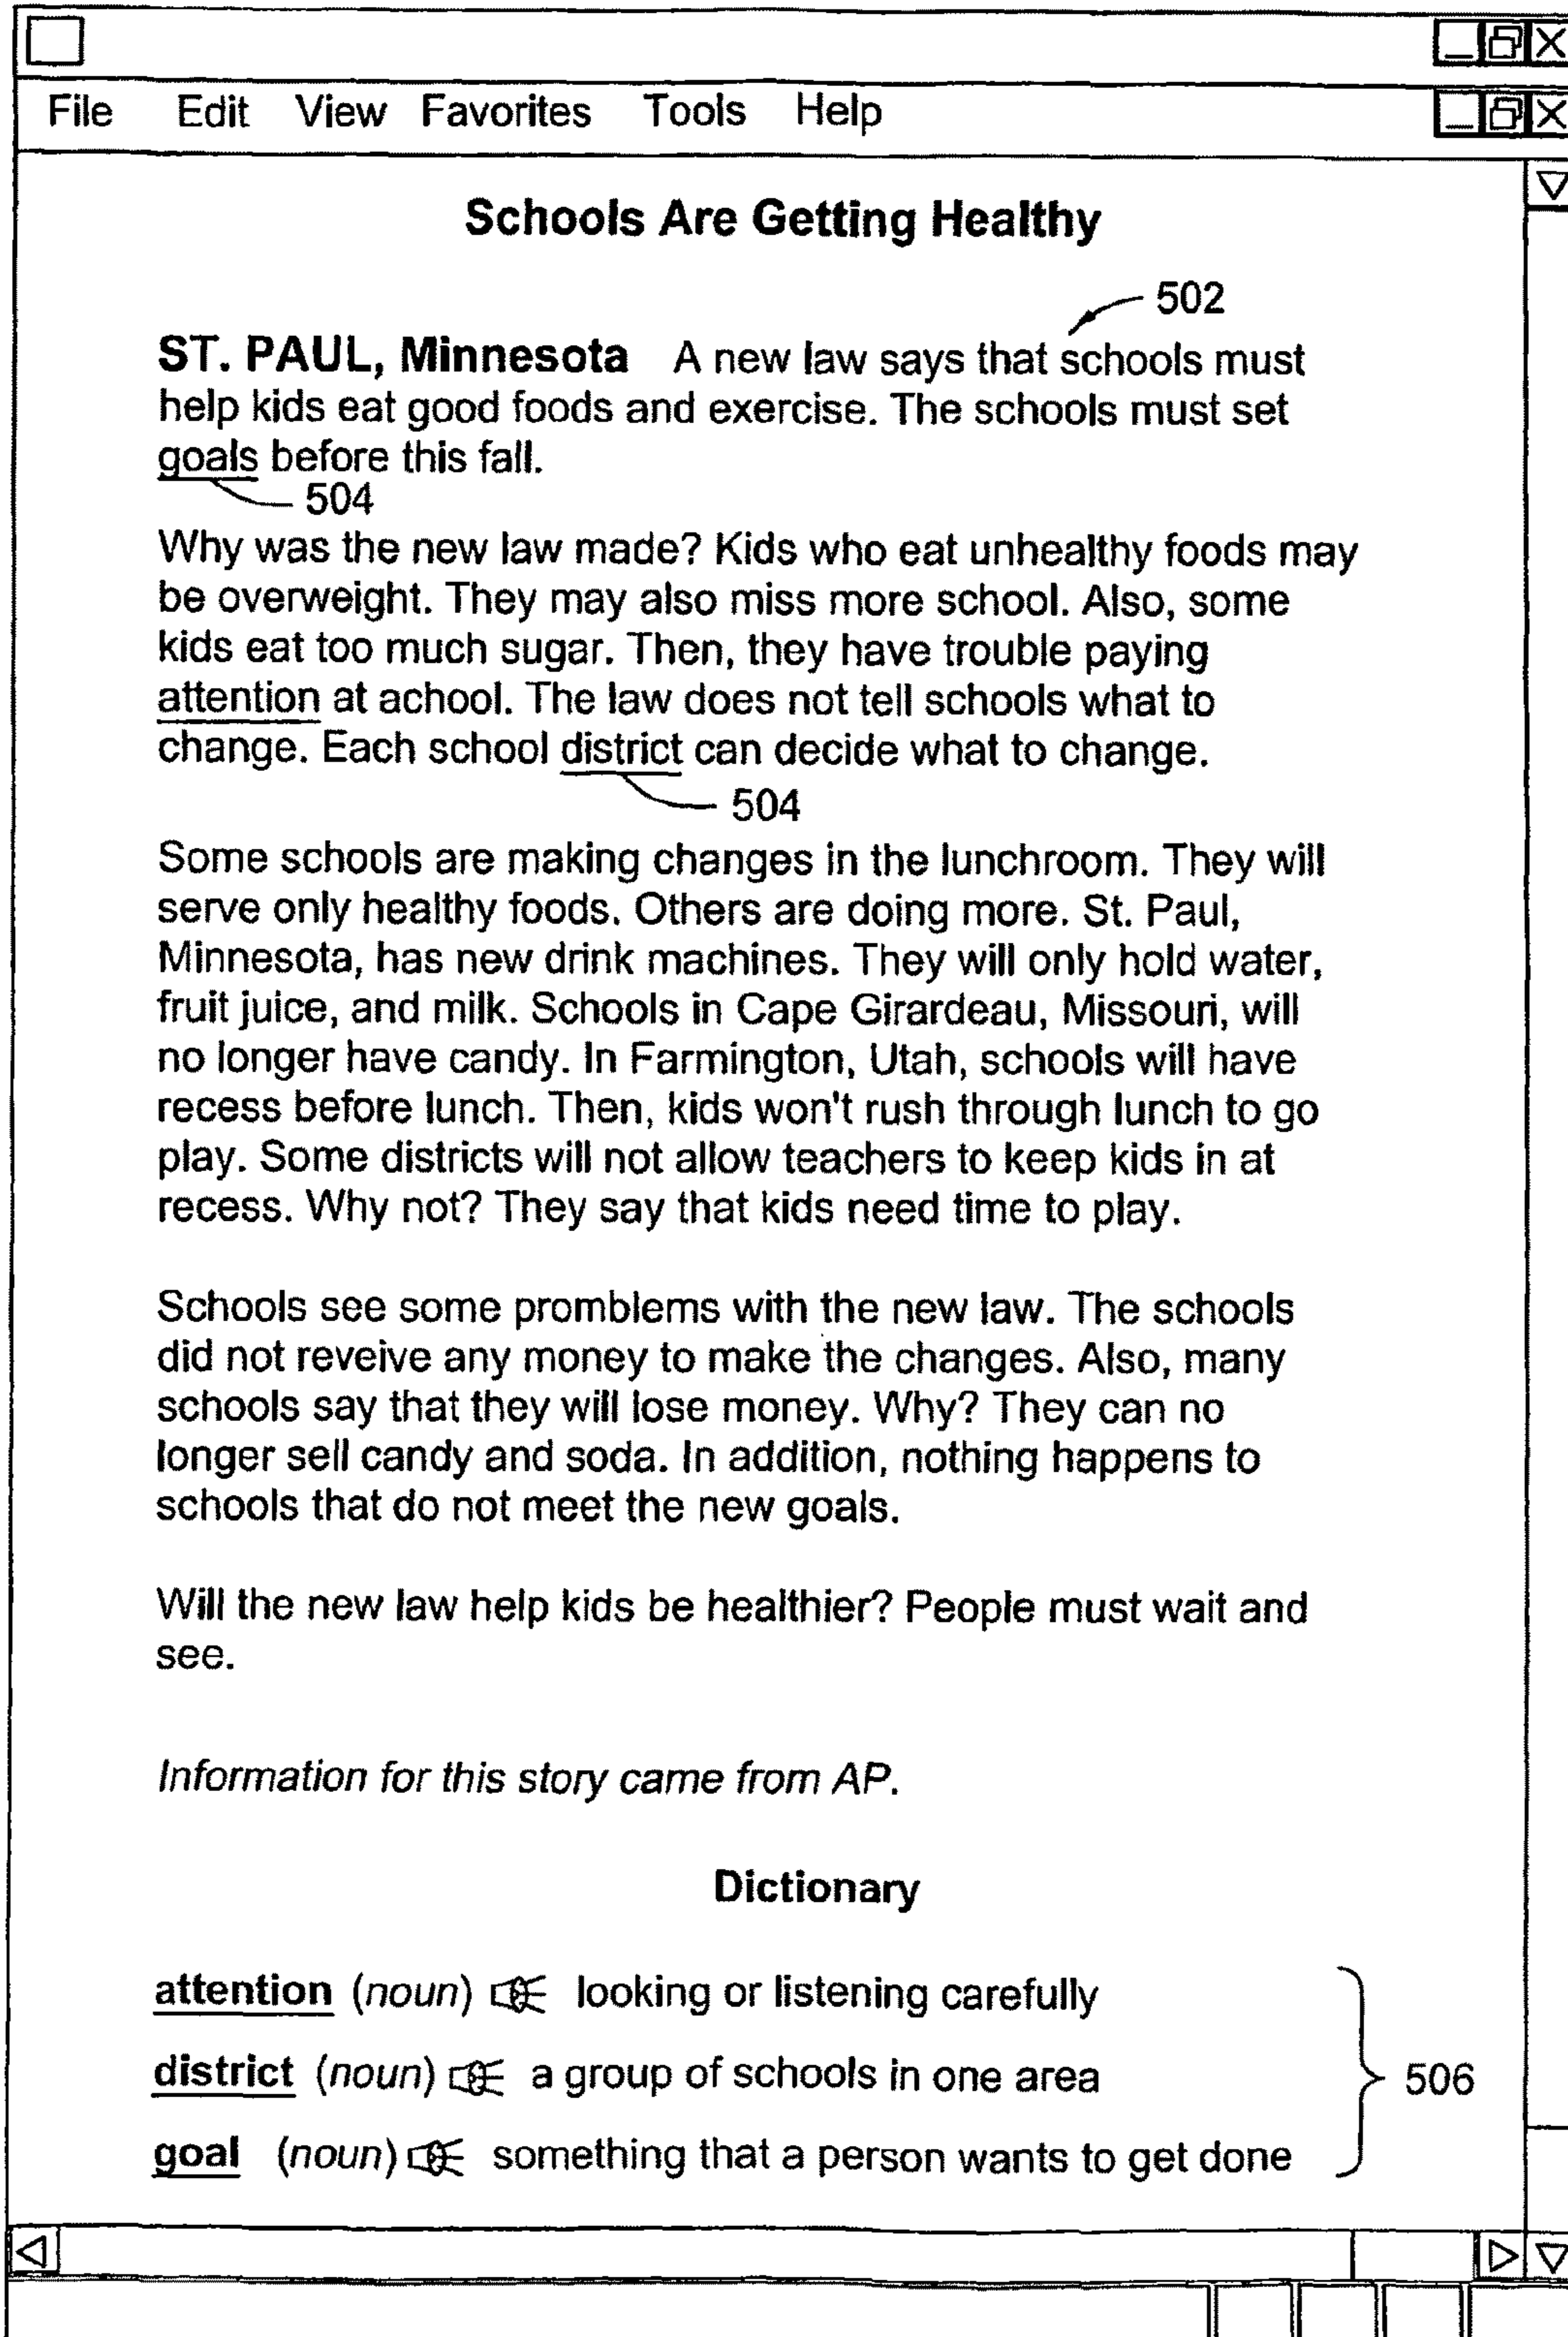 File Edit View Favorites Tools Help
Schools Are Getting Healthy
502
ST. PAUL, Minnesota A new law says that schools must
help kids eat good foods and exercise. The schools must set
goals before this fall.
504
Why was the new law made? Kids who eat unhealthy foods may
be overweight. They may also miss more school. Also, some
kids eat too much sugar. Then, they have trouble paying
attention at achool. The law does not tell schools what to
change. Each school district can decide what to change.
504
Some schools are making changes in the lunchroom. They will
serve only healthy foods. Others are doing more. St. Paul,
Minnesota, has new drink machines. They will only hold water,
fruit juice, and milk. Schools in Cape Girardeau, Missouri, will
no longer have candy. In Farmington, Utah, schools will have
recess before lunch. Then, kids won't rush through lunch to go
play. Some districts will not allow teachers to keep kids in at
recess. Why not? They say that kids need time to play.
Schools see some promblems with the new law. The schools
did not reveive any money to make the changes. Also, many
schools say that they will lose money. Why? They can no
longer sell candy and soda. In addition, nothing happens to
schools that do not meet the new goals.
Will the new law help kids be healthier? People must wait and
see.
Information for this story came from AP.
Dictionary
attention (noun) looking or listening carefully
district (noun) a group of schools in one area
506
goal (noun) something that a person wants to get done